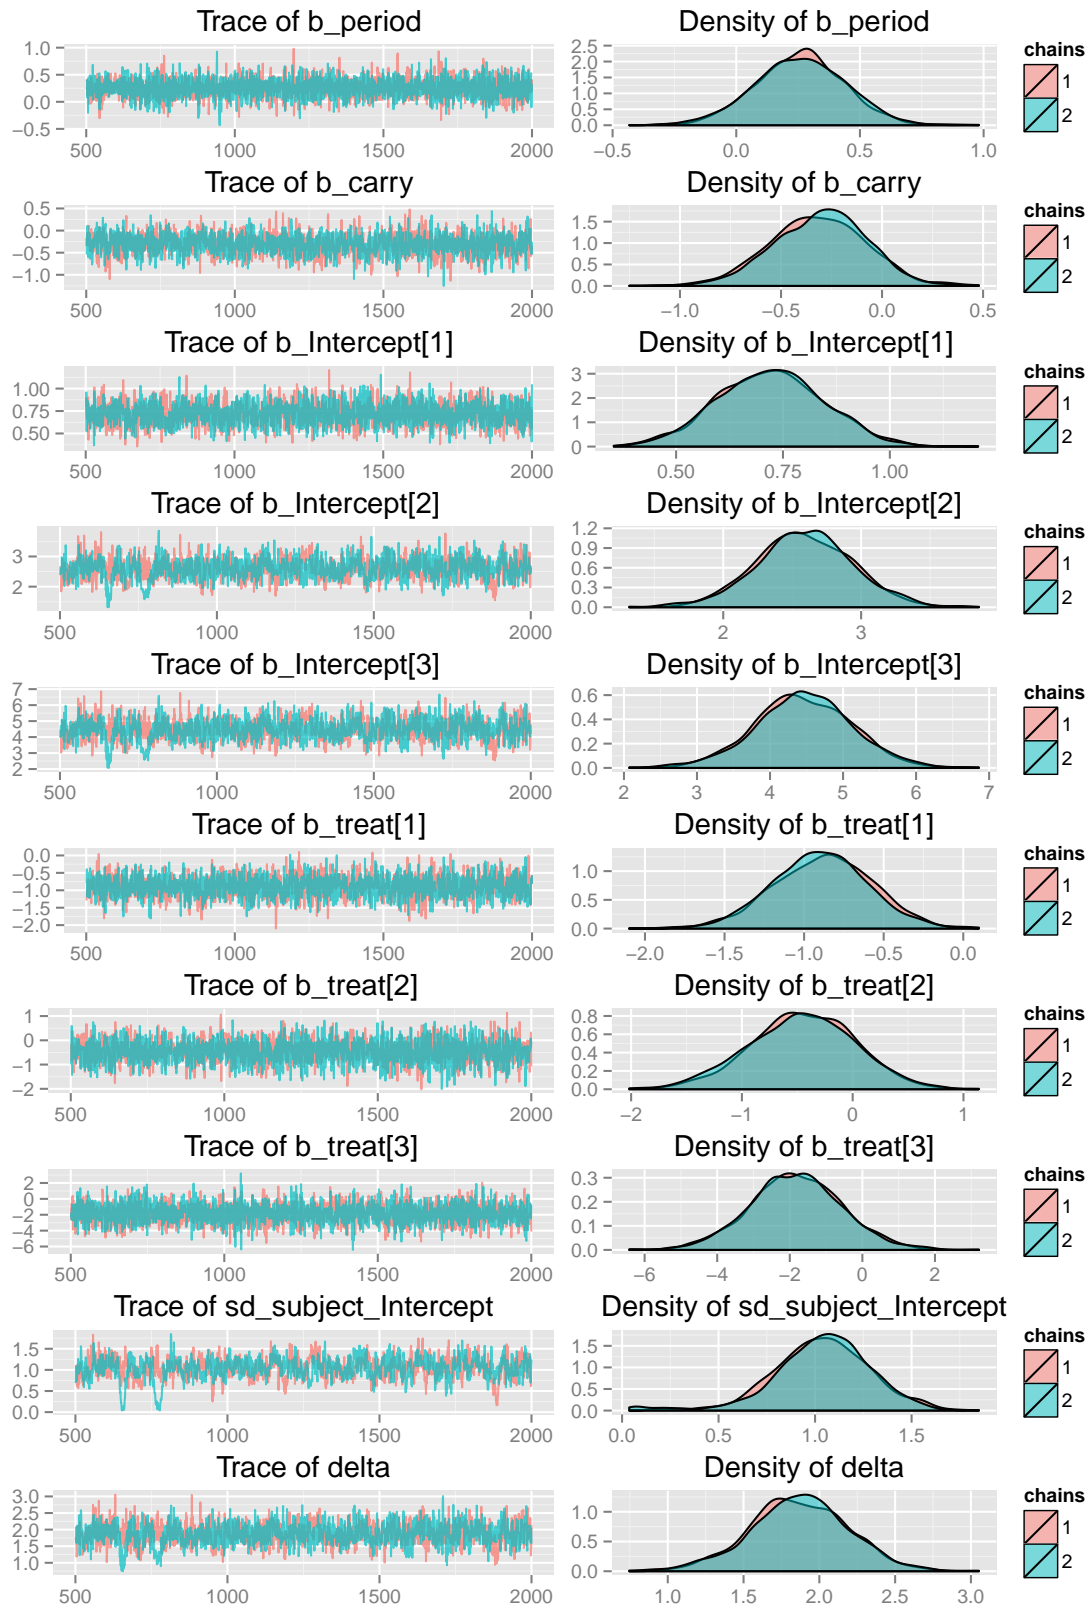 Trace of b_period
Density of b_period
1.0
0.5
0.0
−0.5
500 1000 1500 2000
2.5
2.0
1.5
1.0
0.5
0.0
−0.5 0.0 0.5 1.0
chains
1
2
Trace of b_carry
Density of b_carry
0.5
0.0
−0.5
−1.0
500 1000 1500 2000
1.5
1.0
0.5
0.0
−1.0 −0.5 0.0 0.5
chains
1
2
Trace of b_Intercept[1]
Density of b_Intercept[1]
1.00
0.75
0.50
500 1000 1500 2000
3
2
1
0
0.50 0.75 1.00
chains
1
2
Trace of b_Intercept[2]
Density of b_Intercept[2]
3
2
500 1000 1500 2000
1.2
0.9
0.6
0.3
0.0
2 3
chains
1
2
Trace of b_Intercept[3]
Density of b_Intercept[3]
7
6
5
4
3
2
500 1000 1500 2000
0.6
0.4
0.2
0.0
2 3 4 5 6 7
chains
1
2
Trace of b_treat[1]
Density of b_treat[1]
0.0
−0.5
−1.0
−1.5
−2.0
500 1000 1500 2000
1.0
0.5
0.0
−2.0 −1.5 −1.0 −0.5 0.0
chains
1
2
Trace of b_treat[2]
Density of b_treat[2]
1
0
−1
−2
500 1000 1500 2000
0.8
0.6
0.4
0.2
0.0
−2 −1 0 1
chains
1
2
Trace of b_treat[3]
Density of b_treat[3]
2
0
−2
−4
−6
500 1000 1500 2000
0.3
0.2
0.1
0.0
−6 −4 −2 0 2
chains
1
2
Trace of sd_subject_Intercept
Density of sd_subject_Intercept
1.5
1.0
0.5
0.0
500 1000 1500 2000
1.5
1.0
0.5
0.0
0.0 0.5 1.0 1.5
chains
1
2
Trace of delta
Density of delta
3.0
2.5
2.0
1.5
1.0
500 1000 1500 2000
1.0
0.5
0.0
1.0 1.5 2.0 2.5 3.0
chains
1
2